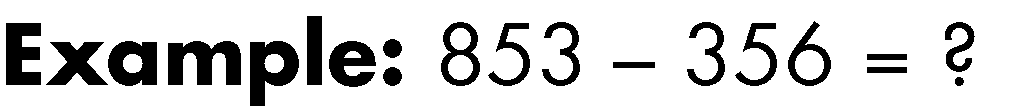 Example: 853 – 356 = ?